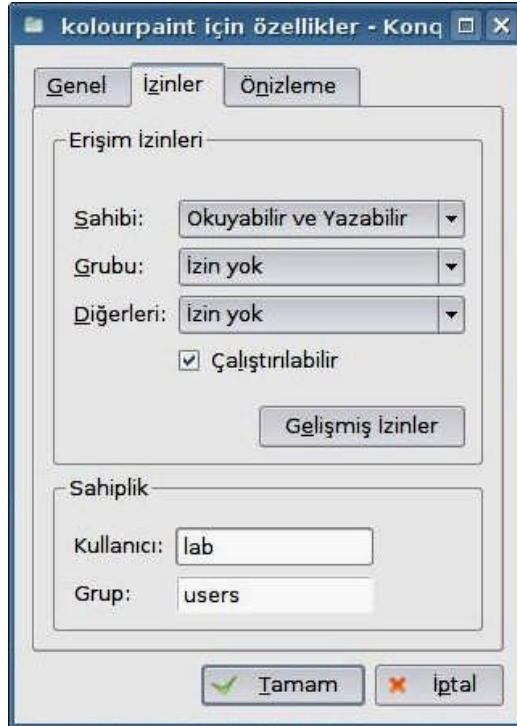 kolourpaint için özellikler - Konq
Genel İzinler Önizleme
Erişim İzinleri
Sahibi: Okuyabilir ve Yazabilir
Grubu: İzin yok
Diğerleri: İzin yok
Çalıştırılabilir
Gelişmiş İzinler
Sahiplik
Kullanıcı: lab
Grup: users
Tamam İptal